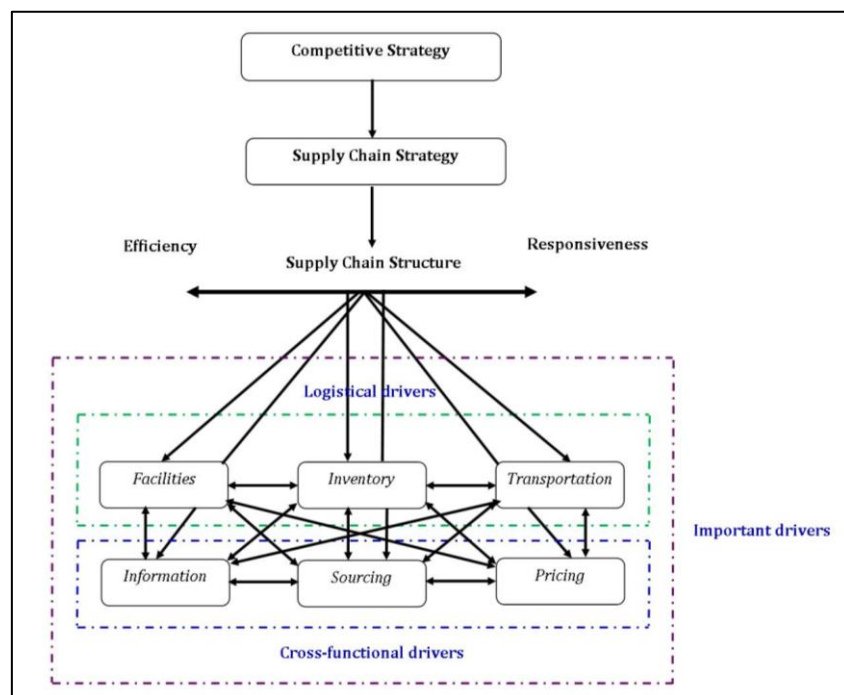 Competitive Strategy
Supply Chain Strategy
Efficiency
Responsiveness
Supply Chain Structure
Logistical drivers
Facilities
Inventory
Transportation
Important drivers
Information
Sourcing
Pricing
Cross-functional drivers